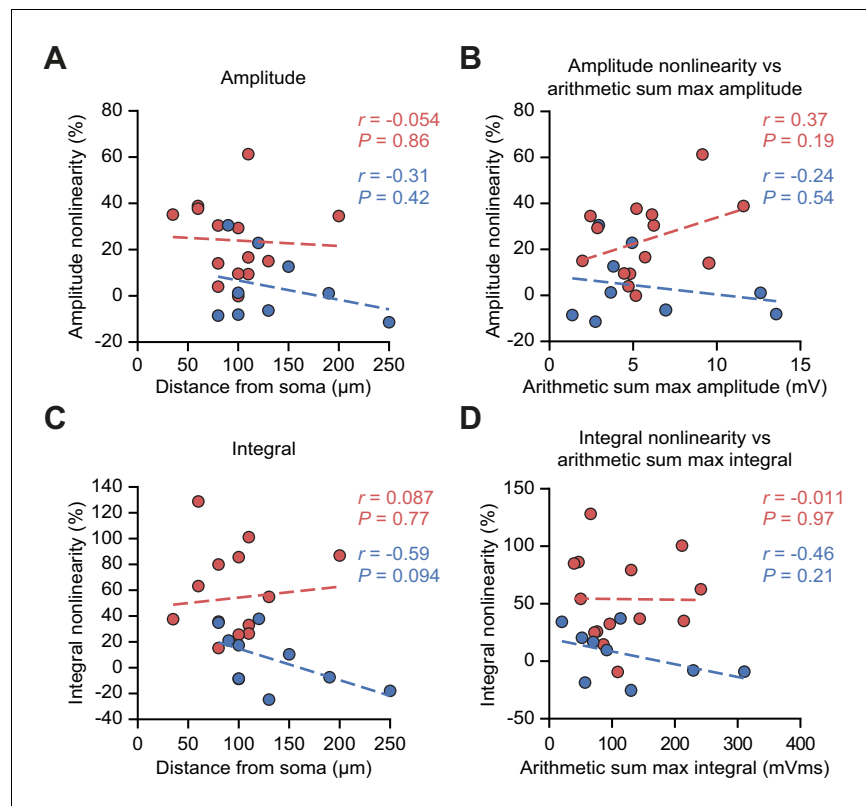 A
Amplitude
Amplitude nonlinearity (%)
80
60
40
20
0
-20
r = -0.054
P = 0.86
r = -0.31
P = 0.42
0
50
100
150
200
250
Distance from soma (µm)
B
Amplitude nonlinearity vs
arithmetic sum max amplitude
Amplitude nonlinearity (%)
80
60
40
20
0
-20
r = 0.37
P = 0.19
r = -0.24
P = 0.54
0
5
10
15
Arithmetic sum max amplitude (mV)
C
Integral
Integral nonlinearity (%)
140
120
100
80
60
40
20
0
-20
-40
r = 0.087
P = 0.77
r = -0.59
P = 0.094
0
50
100
150
200
250
Distance from soma (µm)
D
Integral nonlinearity vs
arithmetic sum max integral
Integral nonlinearity (%)
150
100
50
0
-50
r = -0.011
P = 0.97
r = -0.46
P = 0.21
0
100
200
300
400
Arithmetic sum max integral (mVms)